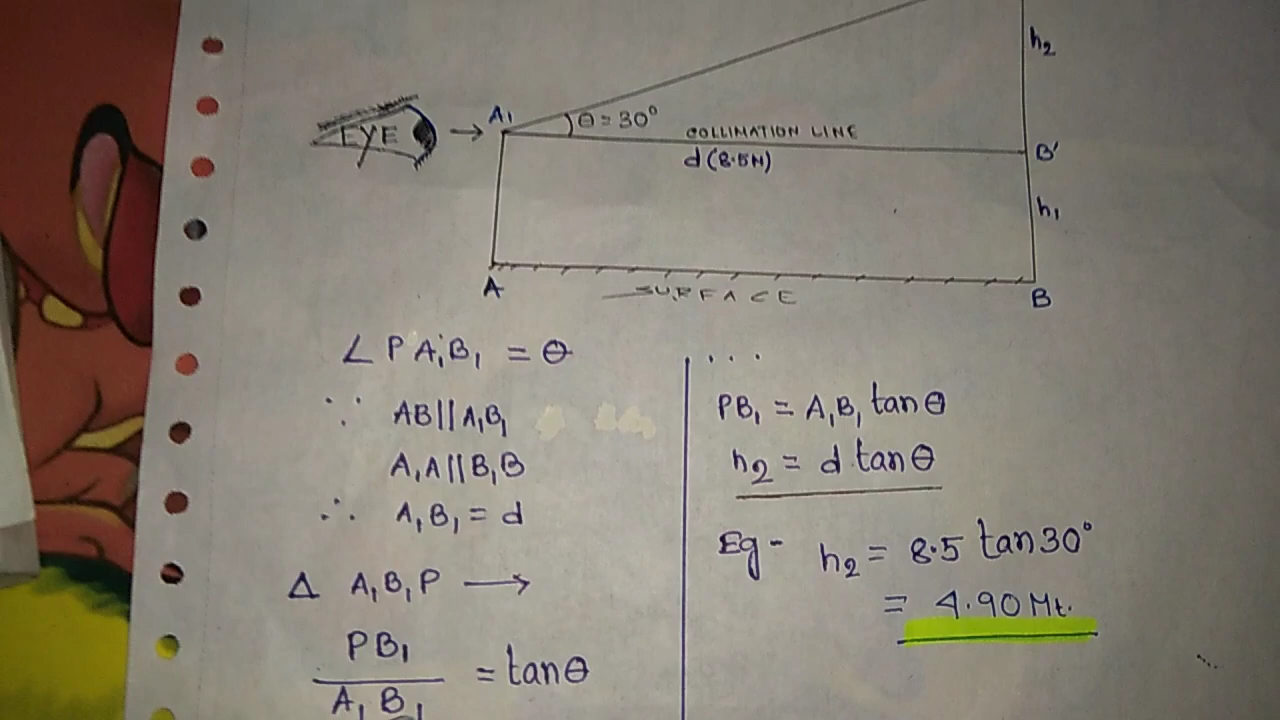 h₂
EYE → A₁ θ = 30° COLLIMATION LINE
d (8.5M) B'
h₁
A SURFACE B
∠ P A₁B₁ = θ
∵ AB || A₁B₁
A₁A || B₁B
∴ A₁B₁ = d
Δ A₁B₁P →
PB₁
/ A₁B₁ = tanθ
...
PB₁ = A₁B₁ tanθ
h₂ = d tanθ
Eg - h₂ = 8.5 tan30°
= 4.90 Mt.